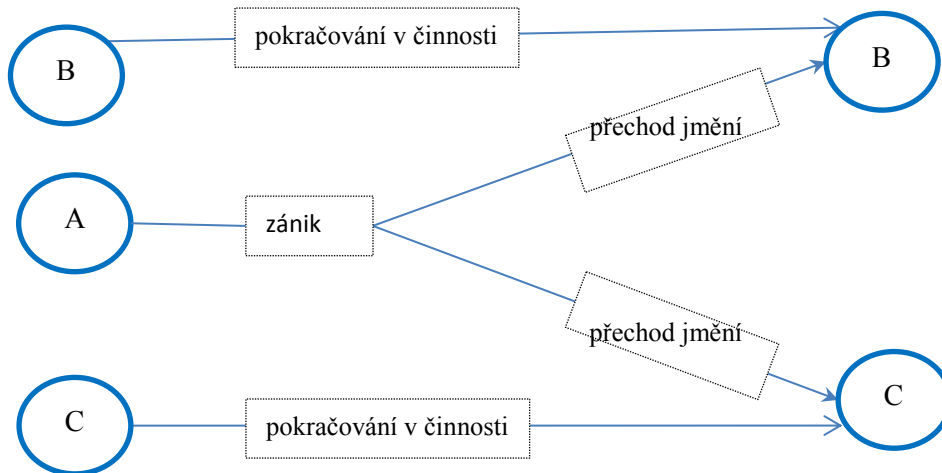 B
pokračování v činnosti
B
přechod jmění
A
zánik
přechod jmění
C
pokračování v činnosti
C